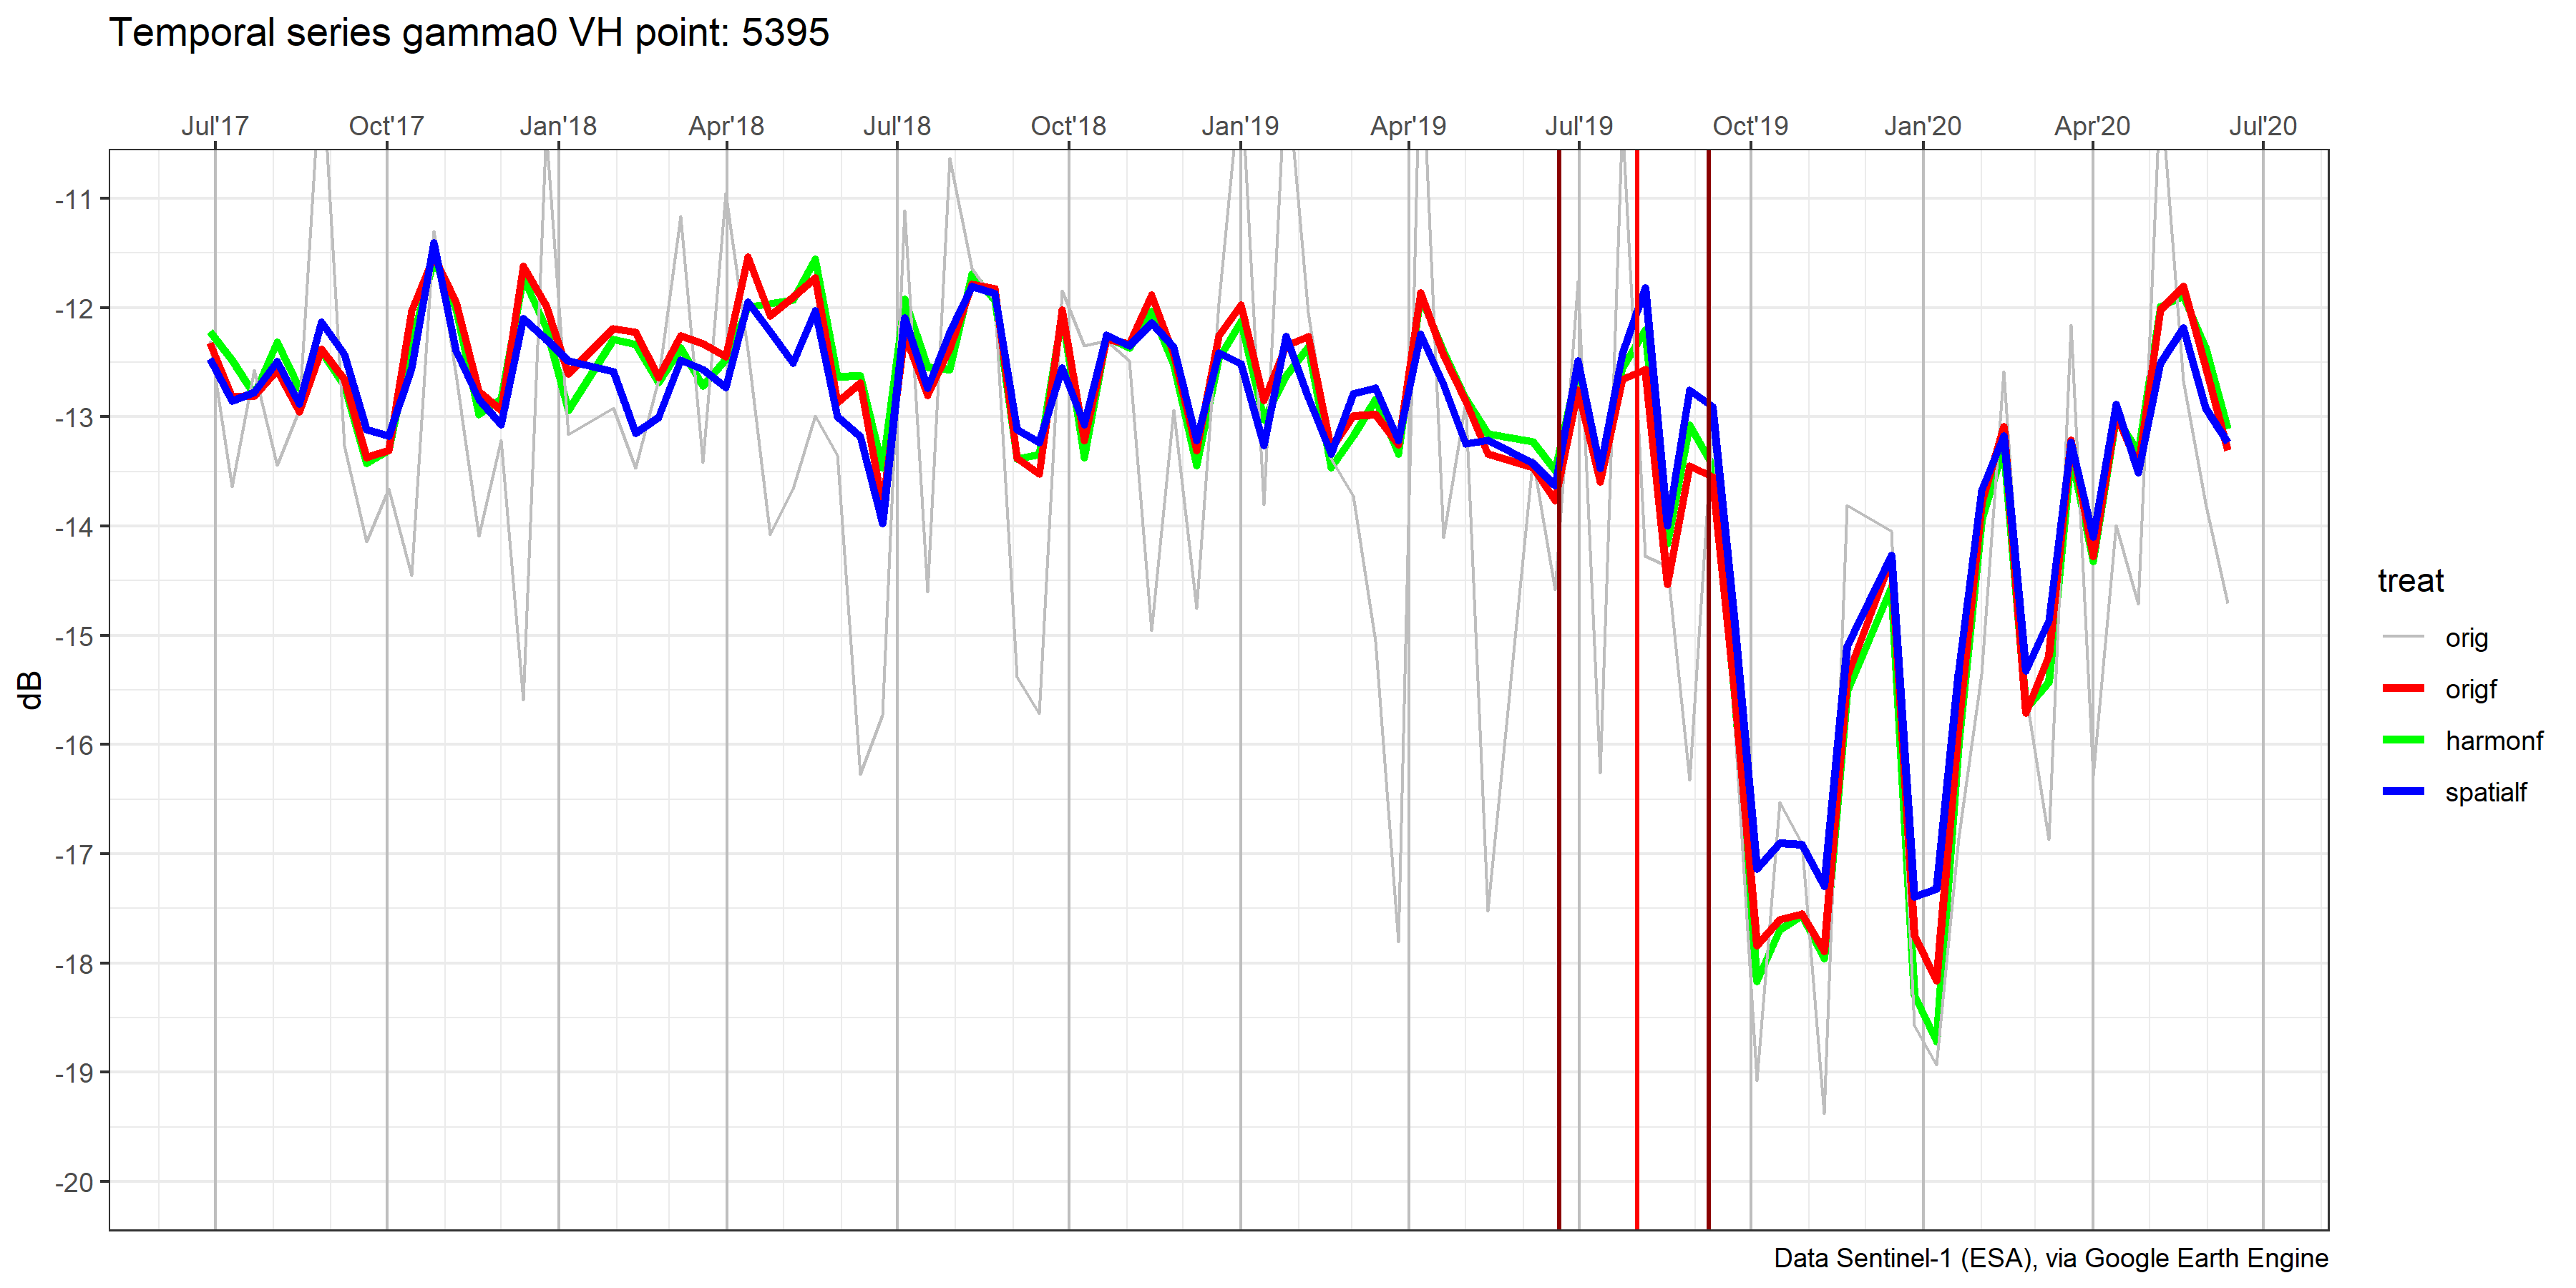 Temporal series gamma0 VH point: 5395
Jul'17 Oct'17 Jan'18 Apr'18 Jul'18 Oct'18 Jan'19 Apr'19 Jul'19 Oct'19 Jan'20 Apr'20 Jul'20
-11
-12
-13
-14
-15
-16
-17
-18
-19
-20
dB
treat
orig
origf
harmonf
spatialf
Data Sentinel-1 (ESA), via Google Earth Engine